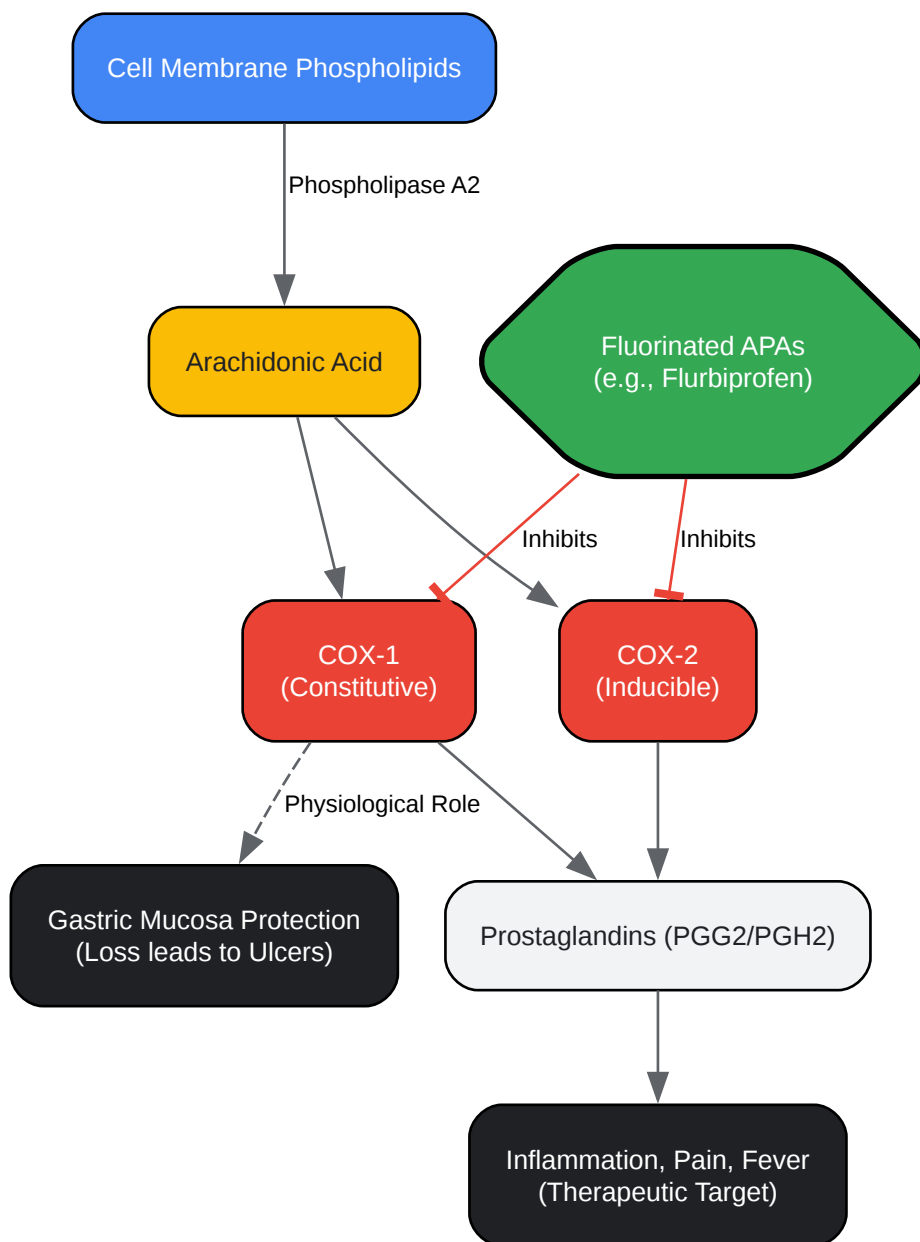 Cell Membrane Phospholipids
Phospholipase A2
Arachidonic Acid
Fluorinated APAs
(e.g., Flurbiprofen)
Inhibits
Inhibits
COX-1
(Constitutive)
COX-2
(Inducible)
Physiological Role
Gastric Mucosa Protection
(Loss leads to Ulcers)
Prostaglandins (PGG2/PGH2)
Inflammation, Pain, Fever
(Therapeutic Target)